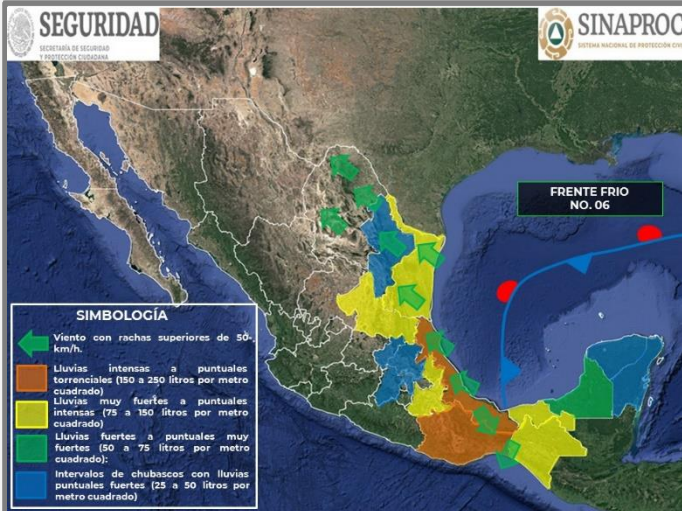 SEGURIDAD
SECRETARÍA DE SEGURIDAD
Y PROTECCIÓN CIUDADANA
SINAPROC
SISTEMA NACIONAL DE PROTECCIÓN CIVI
FRENTE FRIO
NO. 06
SIMBOLOGÍA
Viento con rachas superiores de 50
km/h.
Lluvias intensas a puntuales
torrenciales (150 a 250 litros por metro
cuadrado)
Lluvias muy fuertes a puntuales
intensas (75 a 150 litros por metro
cuadrado)
Lluvias fuertes a puntuales muy
fuertes (50 a 75 litros por metro
cuadrado):
Intervalos de chubascos con lluvias
puntuales fuertes (25 a 50 litros por
metro cuadrado)